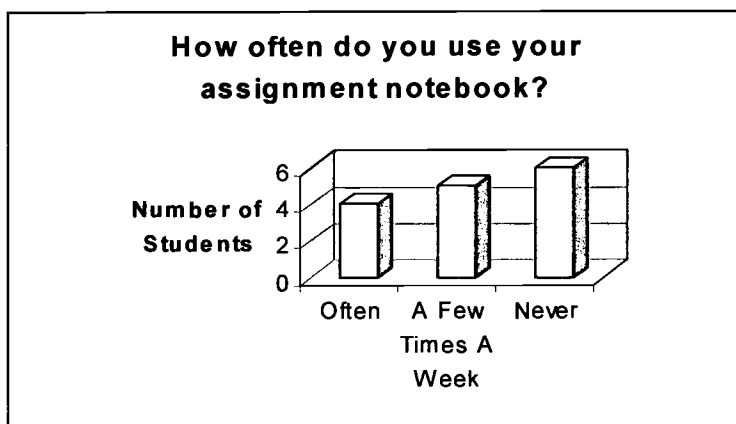 How often do you use your
assignment notebook?
Number of
Students
6
4
2
0
Often
A Few
Times A
Week
Never